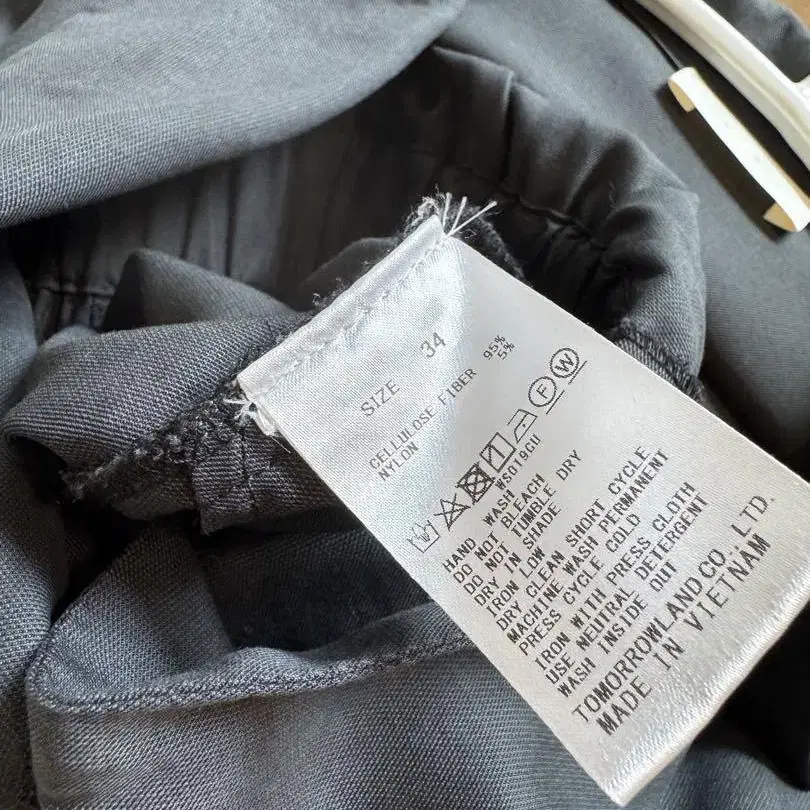 SIZE 34
CELLULOSE FIBER 95%
NYLON 5%
F W
WS019GU
HAND WASH
DO NOT BLEACH
DO NOT TUMBLE DRY
DRY IN SHADE
IRON LOW
DRY CLEAN SHORT CYCLE
MACHINE WASH PERMANENT
PRESS CYCLE COLD
IRON WITH PRESS CLOTH
USE NEUTRAL DETERGENT
WASH INSIDE OUT
TOMORROWLAND CO., LTD.
MADE IN VIETNAM